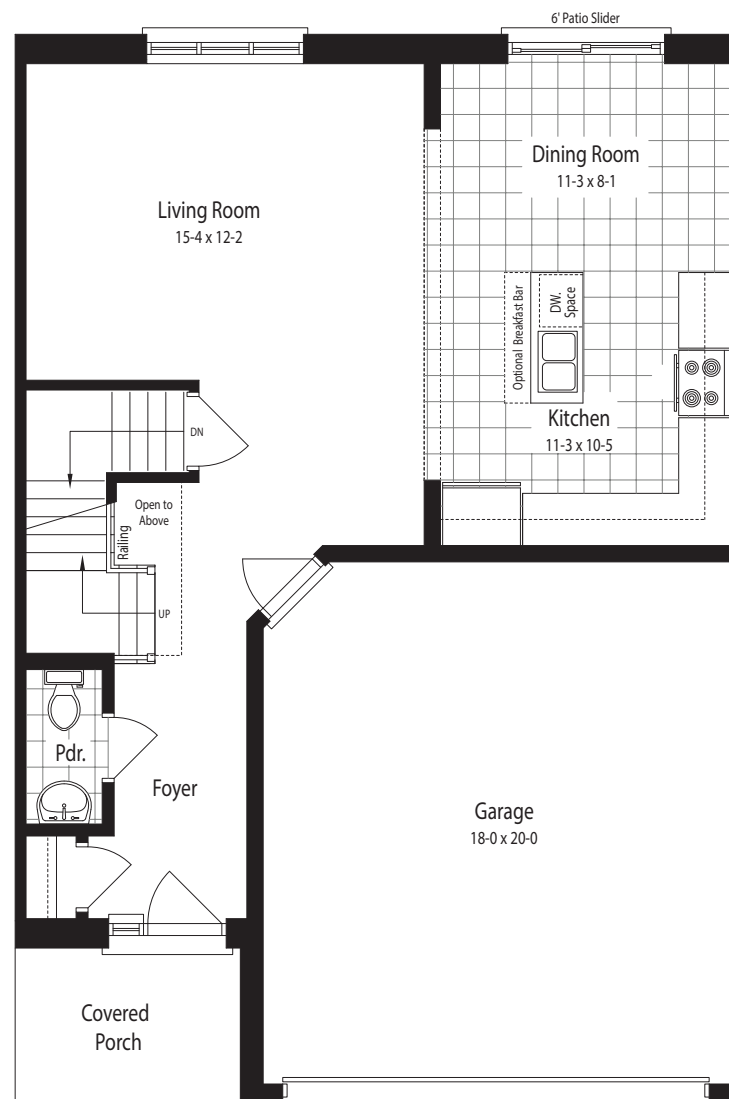 6' Patio Slider
Dining Room
11-3 x 8-1
Living Room
15-4 x 12-2
Optional Breakfast Bar
DW.
Space
Kitchen
11-3 x 10-5
DN
Open to
Above
Railing
UP
Pdr.
Foyer
Garage
18-0 x 20-0
Covered
Porch